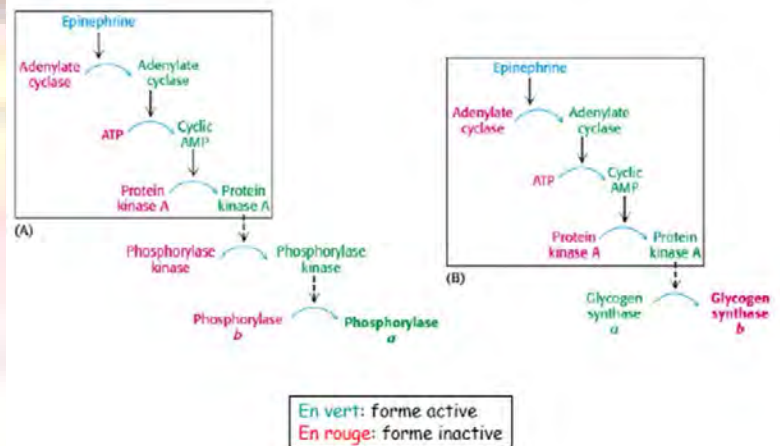 Epinephrine
Adenylate
cyclase
Adenylate
cyclase
ATP
Cyclic
AMP
Protein
kinase A
Protein
kinase A
(A)
Phosphorylase
kinase
Phosphorylase
kinase
Phosphorylase
b
Phosphorylase
a
Epinephrine
Adenylate
cyclase
Adenylate
cyclase
ATP
Cyclic
AMP
Protein
kinase A
Protein
kinase A
(B)
Glycogen
synthase
a
Glycogen
synthase
b
En vert: forme active
En rouge: forme inactive